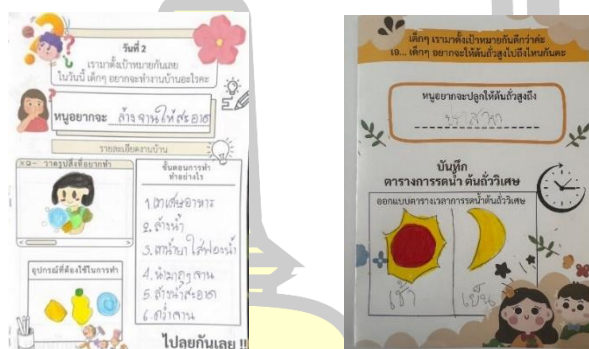 วันที่ 2
เรามาตั้งเป้าหมายกันเลย
ในวันนี้ เด็กๆ อยากจะทำงานบ้านอะไรคะ
หนูอยากจะ ล้างจานให้สะอาด
รายละเอียดงานบ้าน
วาดรูปสิ่งที่อยากทำ
อุปกรณ์ที่ต้องใช้ในการทำ
ขั้นตอนการทำ
ทำอย่างไร
1.เทเศษอาหาร
2.ล้างน้ำ
3.เทน้ำยาใส่ฟองน้ำ
4.นำมาถูจาน
5.ล้างน้ำสะอาด
6.คว่ำจาน
ไปลุยกันเลย !!
เด็กๆ เรามาตั้งเป้าหมายกันดีกว่าค่ะ
เอ... เด็กๆ อยากจะให้ต้นถั่วสูงไปถึงไหนกันคะ
หนูอยากจะปลูกให้ต้นถั่วสูงถึง
บันทึก
ตารางการรดน้ำ ต้นถั่ววิเศษ
ออกแบบตารางเวลาการรดน้ำต้นถั่ววิเศษ
เช้า
เย็น